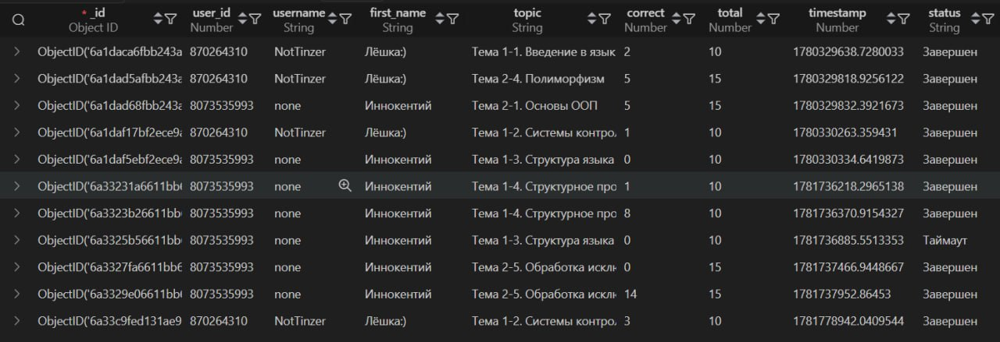 * _id user_id username first_name topic correct total timestamp status
Object ID Number String String String Number Number Number String
ObjectID('6a1daca6fbb243a 870264310 NotTinzer Лёшка:) Тема 1-1. Введение в язык 2 10 1780329638.7280033 Завершен
ObjectID('6a1dad5afbb243a 870264310 NotTinzer Лёшка:) Тема 2-4. Полиморфизм 5 15 1780329818.9256122 Завершен
ObjectID('6a1dad68fbb243a 8073535993 none Иннокентий Тема 2-1. Основы ООП 5 15 1780329832.3921673 Завершен
ObjectID('6a1daf17bf2ece9a 870264310 NotTinzer Лёшка:) Тема 1-2. Системы контрол 1 10 1780330263.359431 Завершен
ObjectID('6a1daf5ebf2ece9a 8073535993 none Иннокентий Тема 1-3. Структура языка 0 10 1780330334.6419873 Завершен
ObjectID('6a33231a6611bb6 8073535993 none Иннокентий Тема 1-4. Структурное про 1 10 1781736218.2965138 Завершен
ObjectID('6a3323b26611bb 8073535993 none Иннокентий Тема 1-4. Структурное про 8 10 1781736370.9154327 Завершен
ObjectID('6a3325b56611bb 8073535993 none Иннокентий Тема 1-3. Структура языка 0 10 1781736885.5513353 Таймаут
ObjectID('6a3327fa6611bb6 8073535993 none Иннокентий Тема 2-5. Обработка исклю 0 15 1781737466.9448667 Завершен
ObjectID('6a3329e06611bb 8073535993 none Иннокентий Тема 2-5. Обработка исклю 14 15 1781737952.86453 Завершен
ObjectID('6a33c9fed131ae9 870264310 NotTinzer Лёшка:) Тема 1-2. Системы контрол 3 10 1781778942.0409544 Завершен